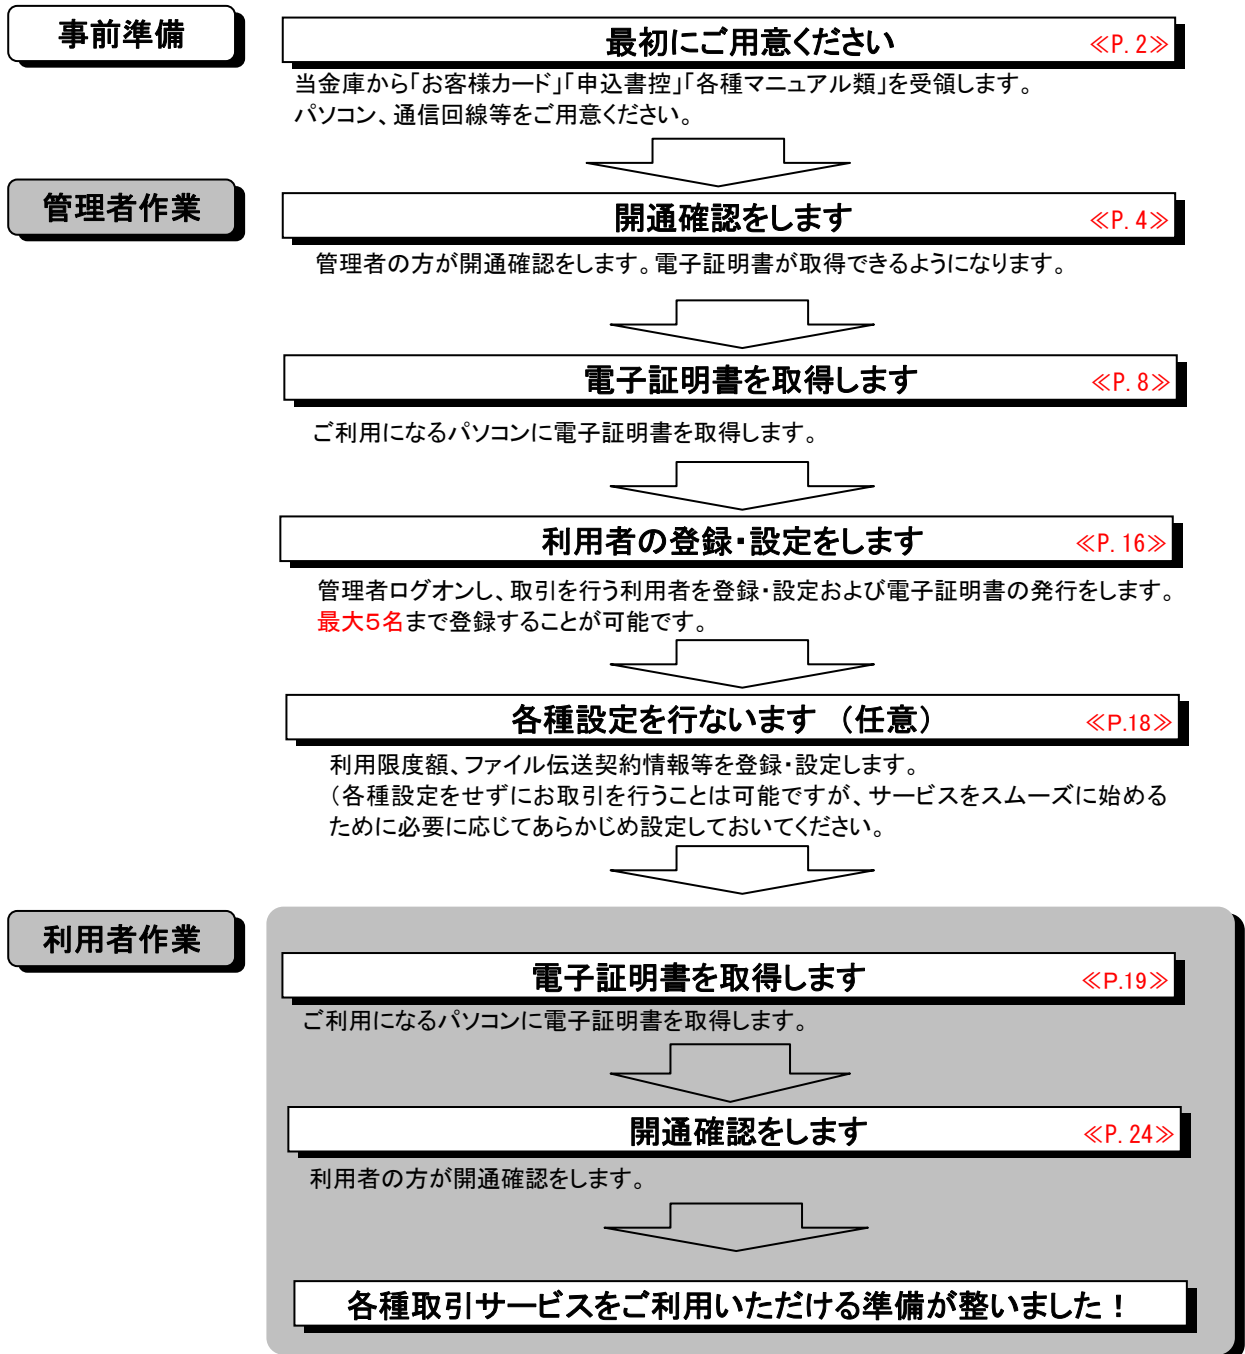 事前準備
最初にご用意ください ≪P.2≫
当金庫から「お客様カード」「申込書控」「各種マニュアル類」を受領します。
パソコン、通信回線等をご用意ください。
管理者作業
開通確認をします ≪P.4≫
管理者の方が開通確認をします。電子証明書が取得できるようになります。
電子証明書を取得します ≪P.8≫
ご利用になるパソコンに電子証明書を取得します。
利用者の登録・設定をします ≪P.16≫
管理者ログオンし、取引を行う利用者を登録・設定および電子証明書の発行をします。
最大5名まで登録することが可能です。
各種設定を行ないます (任意) ≪P.18≫
利用限度額、ファイル伝送契約情報等を登録・設定します。
(各種設定をせずにお取引を行うことは可能ですが、サービスをスムーズに始める
ために必要に応じてあらかじめ設定しておいてください。
利用者作業
電子証明書を取得します ≪P.19≫
ご利用になるパソコンに電子証明書を取得します。
開通確認をします ≪P.24≫
利用者の方が開通確認をします。
各種取引サービスをご利用いただける準備が整いました！